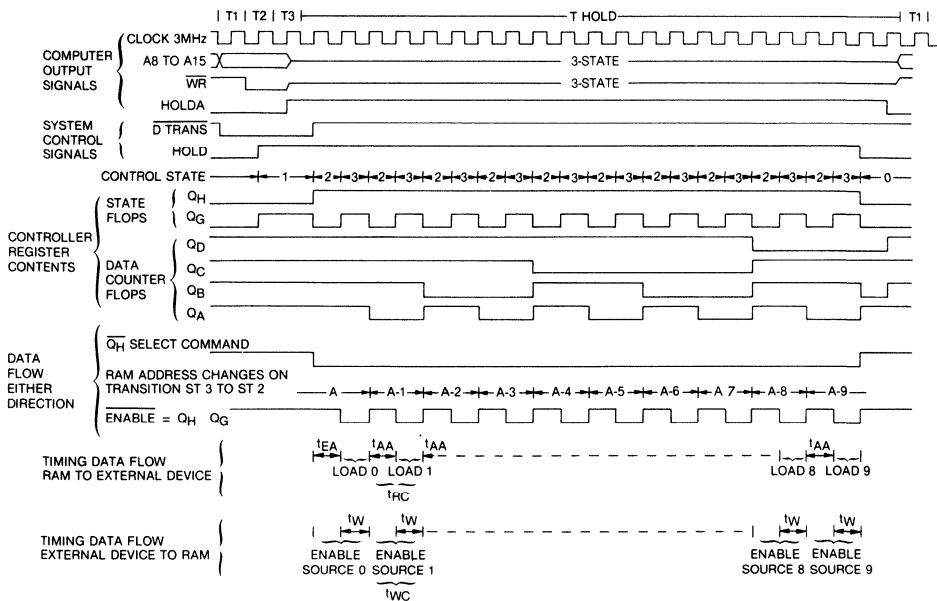 T1 T2 T3 T HOLD T1
COMPUTER OUTPUT SIGNALS
CLOCK 3MHz
A8 TO A15 3-STATE
WR 3-STATE
HOLDA
SYSTEM CONTROL SIGNALS
D TRANS
HOLD
CONTROL STATE 1 2 3 2 3 2 3 2 3 2 3 2 3 2 3 2 3 2 3 2 3 0
CONTROLLER REGISTER CONTENTS
STATE FLOPS
QH
QG
DATA COUNTER FLOPS
QD
QC
QB
QA
DATA FLOW EITHER DIRECTION
QH SELECT COMMAND
RAM ADDRESS CHANGES ON
TRANSITION ST 3 TO ST 2
A A-1 A-2 A-3 A-4 A-5 A-6 A 7 A-8 A-9
ENABLE = QH QG
TIMING DATA FLOW
RAM TO EXTERNAL DEVICE
tEA tAA tAA tAA
LOAD 0 LOAD 1 LOAD 8 LOAD 9
tRC
TIMING DATA FLOW
EXTERNAL DEVICE TO RAM
tW tW tW tW
ENABLE SOURCE 0 ENABLE SOURCE 1 ENABLE SOURCE 8 ENABLE SOURCE 9
tWC